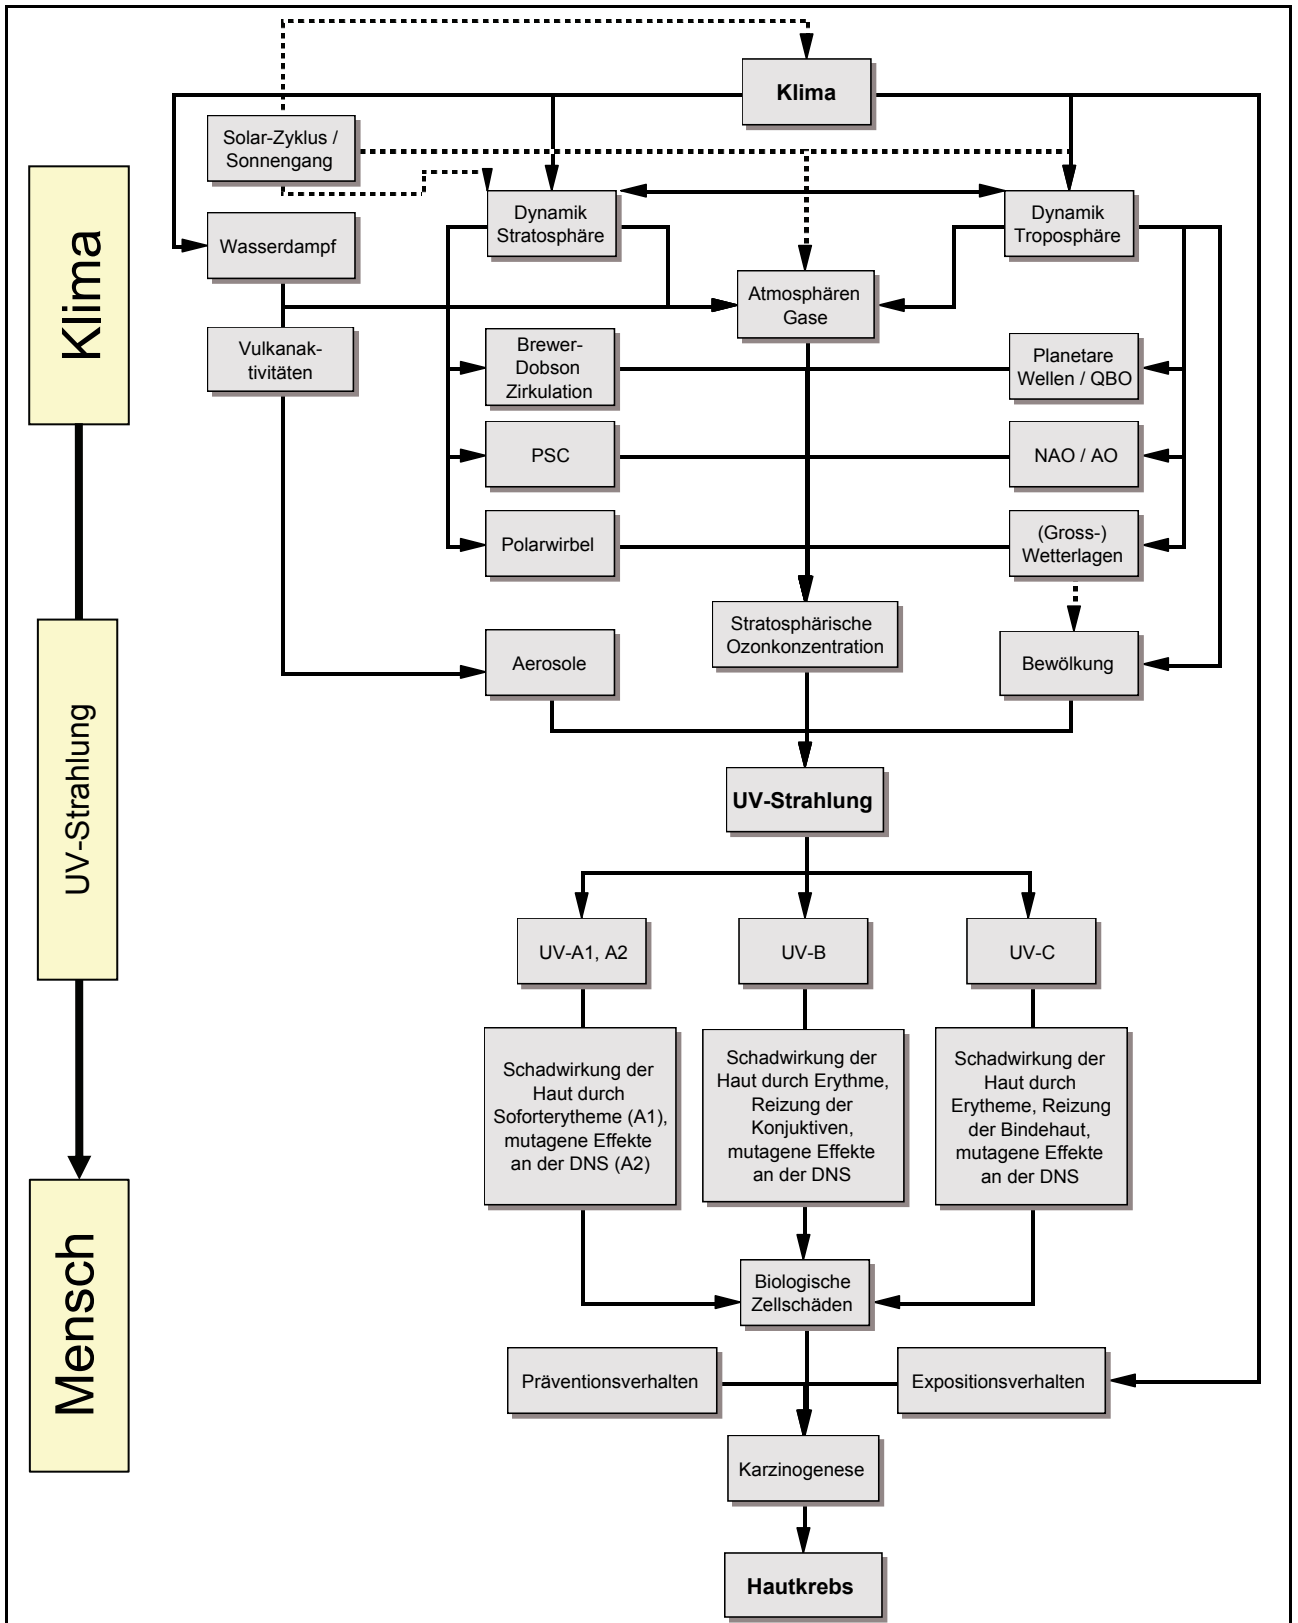 Klima
Solar-Zyklus /
Sonnengang
Dynamik
Stratosphäre
Dynamik
Troposphäre
Wasserdampf
Atmosphären
Gase
Vulkanak-
tivitäten
Brewer-
Dobson
Zirkulation
Planetare
Wellen / QBO
PSC
NAO / AO
Polarwirbel
(Gross-)
Wetterlagen
Stratosphärische
Ozonkonzentration
Aerosole
Bewölkung
UV-Strahlung
UV-A1, A2
UV-B
UV-C
Schadwirkung der
Haut durch
Soforterytheme (A1),
mutagene Effekte
an der DNS (A2)
Schadwirkung der
Haut durch Erythme,
Reizung der
Konjuktiven,
mutagene Effekte
an der DNS
Schadwirkung der
Haut durch
Erytheme, Reizung
der Bindehaut,
mutagene Effekte
an der DNS
Biologische
Zellschäden
Präventionsverhalten
Expositionsverhalten
Karzinogenese
Hautkrebs
Klima
UV-Strahlung
Mensch